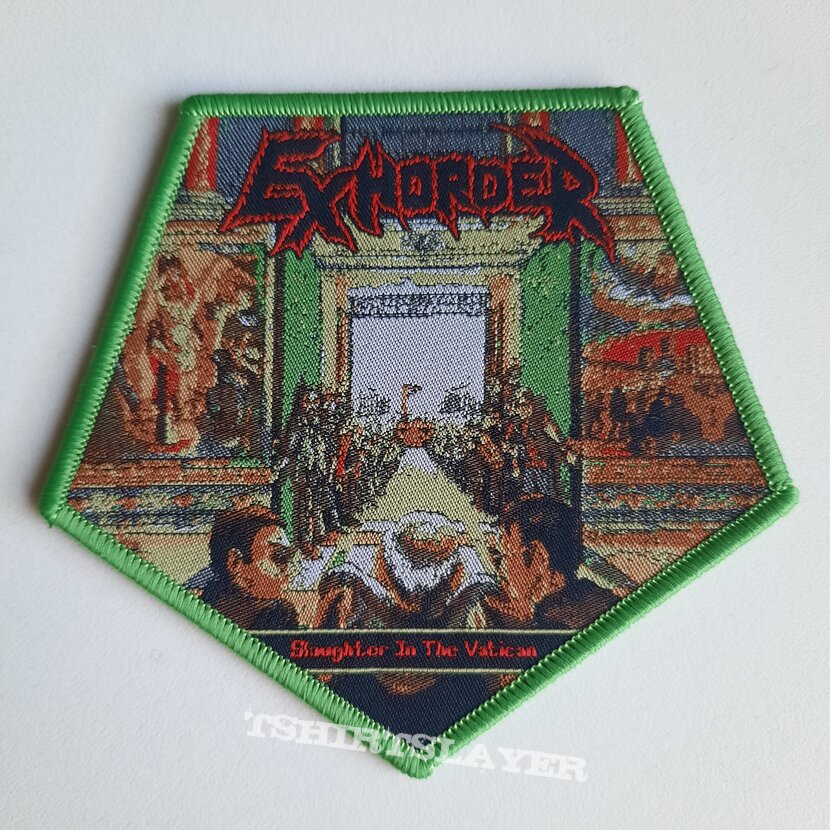 EXHORDER
Slaughter In The Vatican
TSHIRTSLAYER